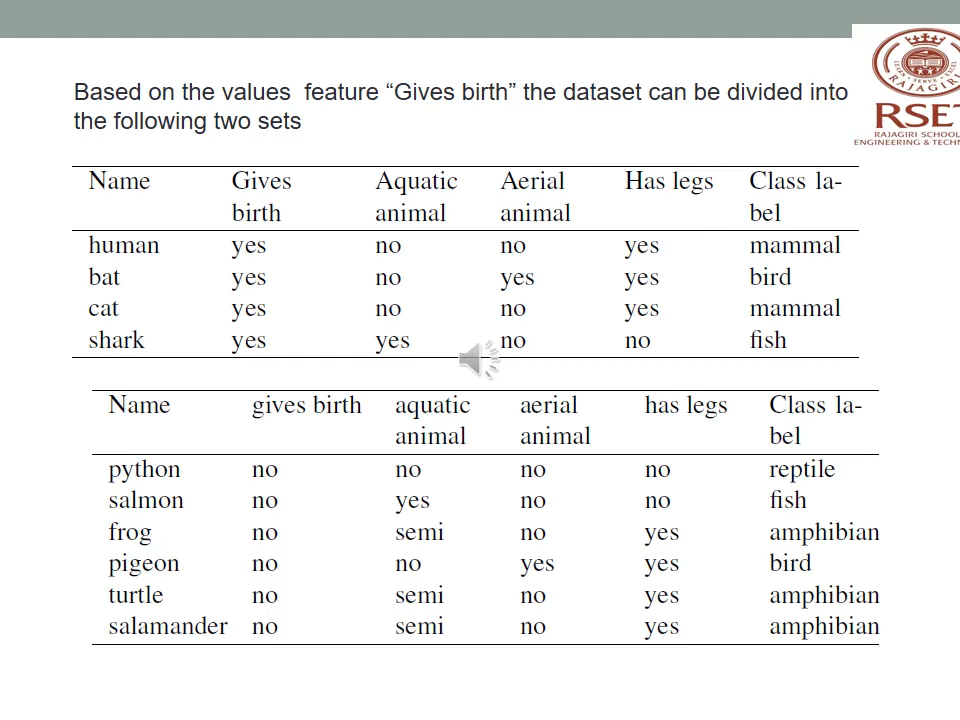 Based on the values feature “Gives birth” the dataset can be divided into
the following two sets
RAJAGIRI
RSET
RAJAGIRI SCHOOL
ENGINEERING & TECHN
Name Gives Aquatic Aerial Has legs Class la-
birth animal animal bel
human yes no no yes mammal
bat yes no yes yes bird
cat yes no no yes mammal
shark yes yes no no fish
Name gives birth aquatic aerial has legs Class la-
animal animal bel
python no no no no reptile
salmon no yes no no fish
frog no semi no yes amphibian
pigeon no no yes yes bird
turtle no semi no yes amphibian
salamander no semi no yes amphibian